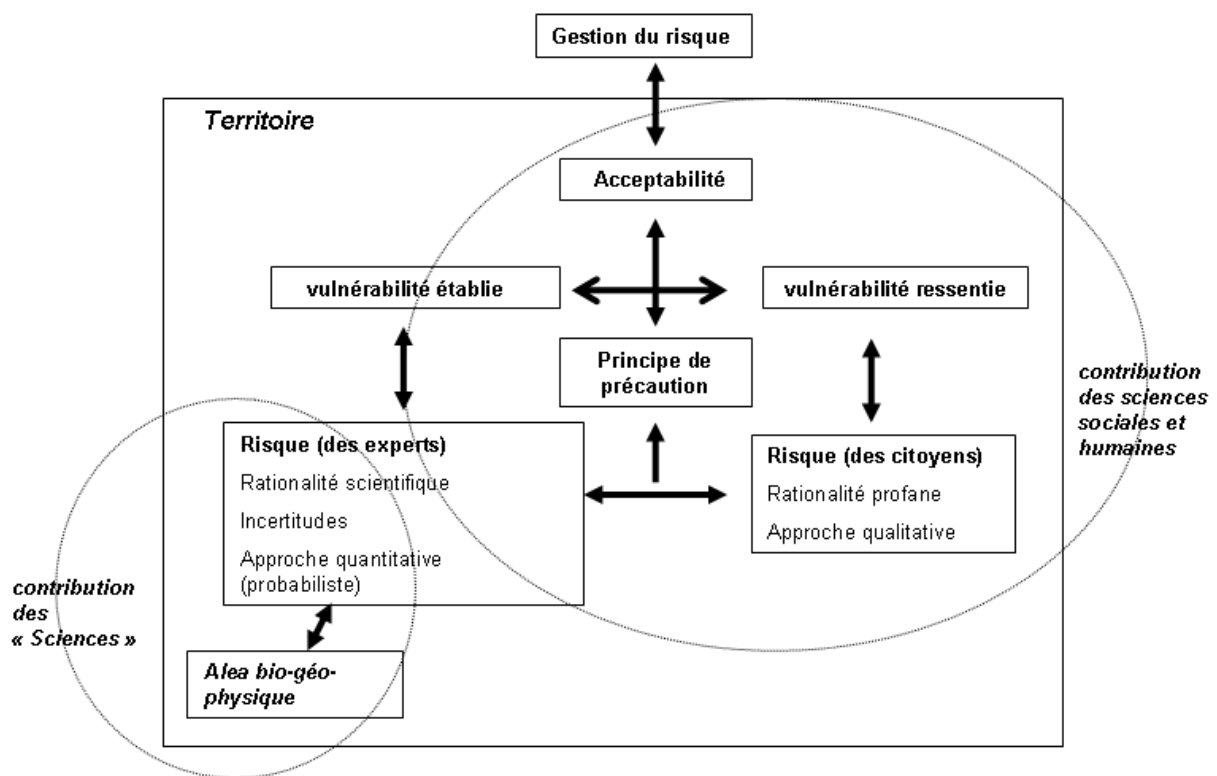 Gestion du risque
Territoire
Acceptabilité
vulnérabilité établie
vulnérabilité ressentie
Principe de
précaution
contribution
des sciences
sociales et
humaines
Risque (des experts)
Rationalité scientifique
Incertitudes
Approche quantitative
(probabiliste)
Risque (des citoyens)
Rationalité profane
Approche qualitative
contribution
des
« Sciences »
Alea bio-géo-
physique